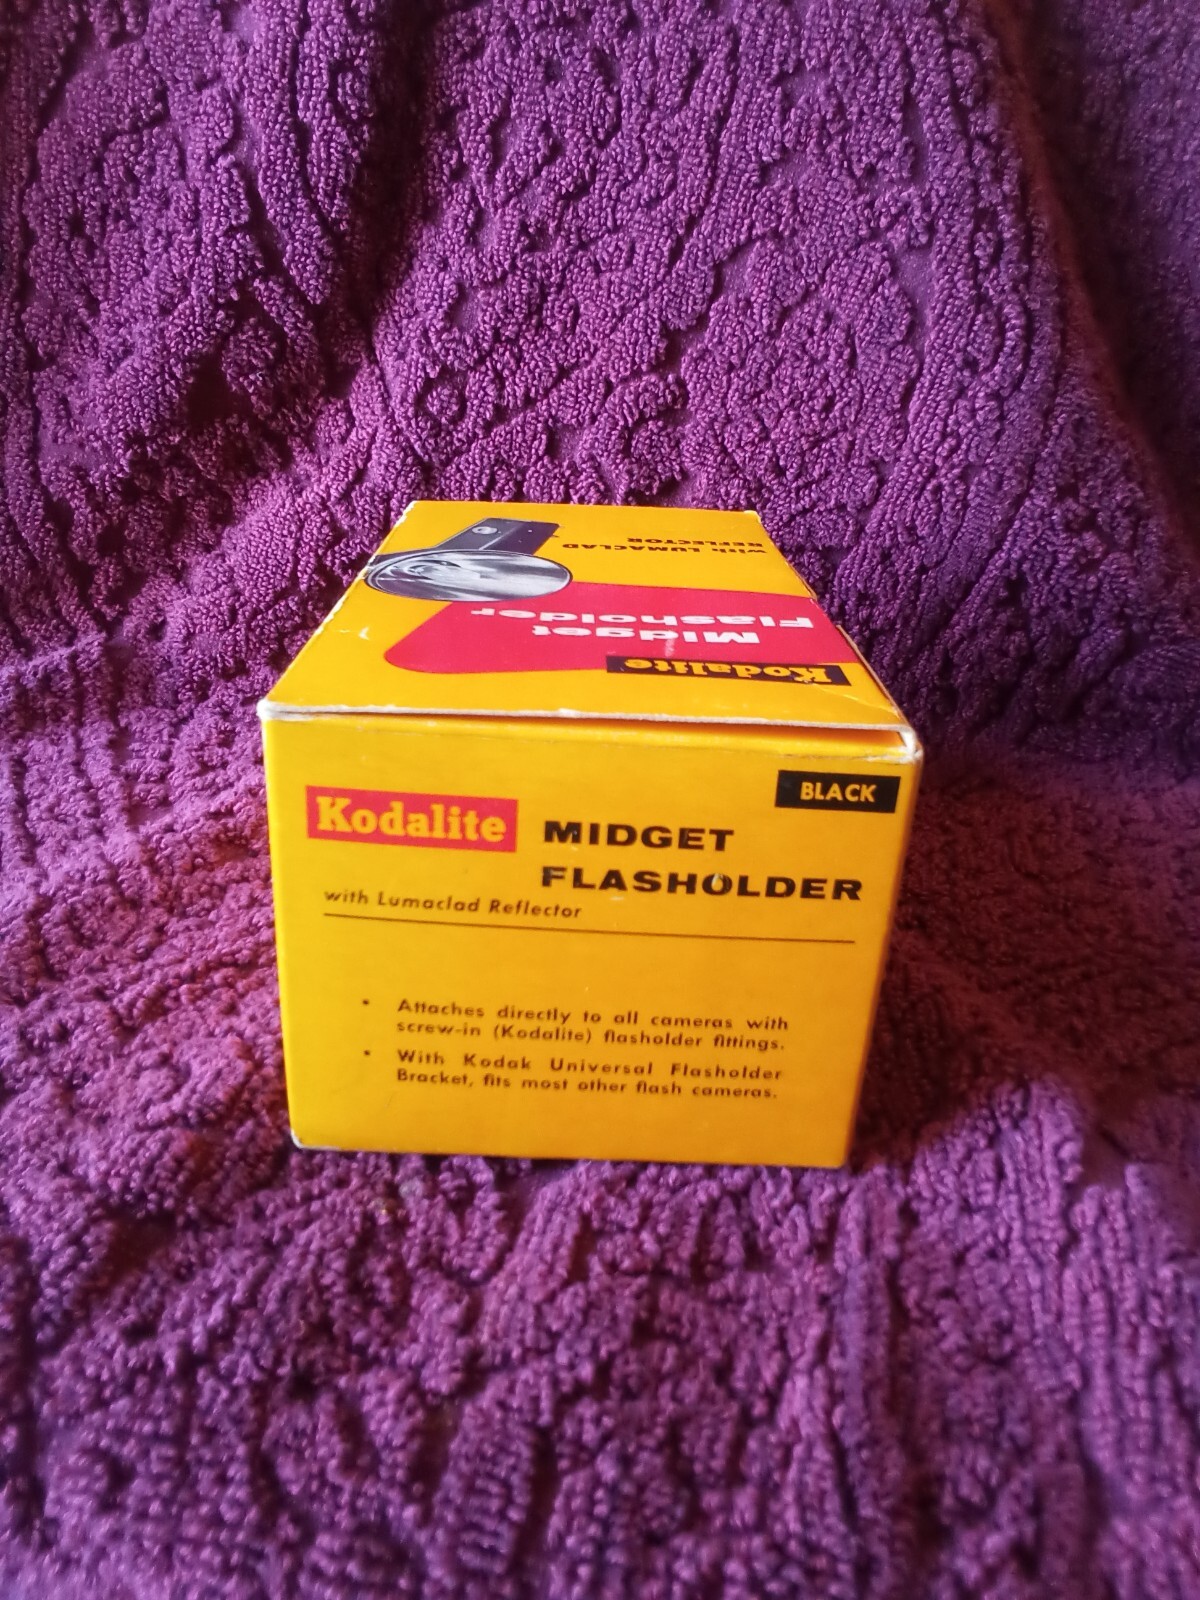 with LUMACLAD
REFLECTOR
Midget
Flasholder
Kodalite
BLACK
Kodalite
MIDGET
FLASHOLDER
with Lumaclad Reflector
• Attaches directly to all cameras with
screw-in (Kodalite) flasholder fittings.
• With Kodak Universal Flasholder
Bracket, fits most other flash cameras.